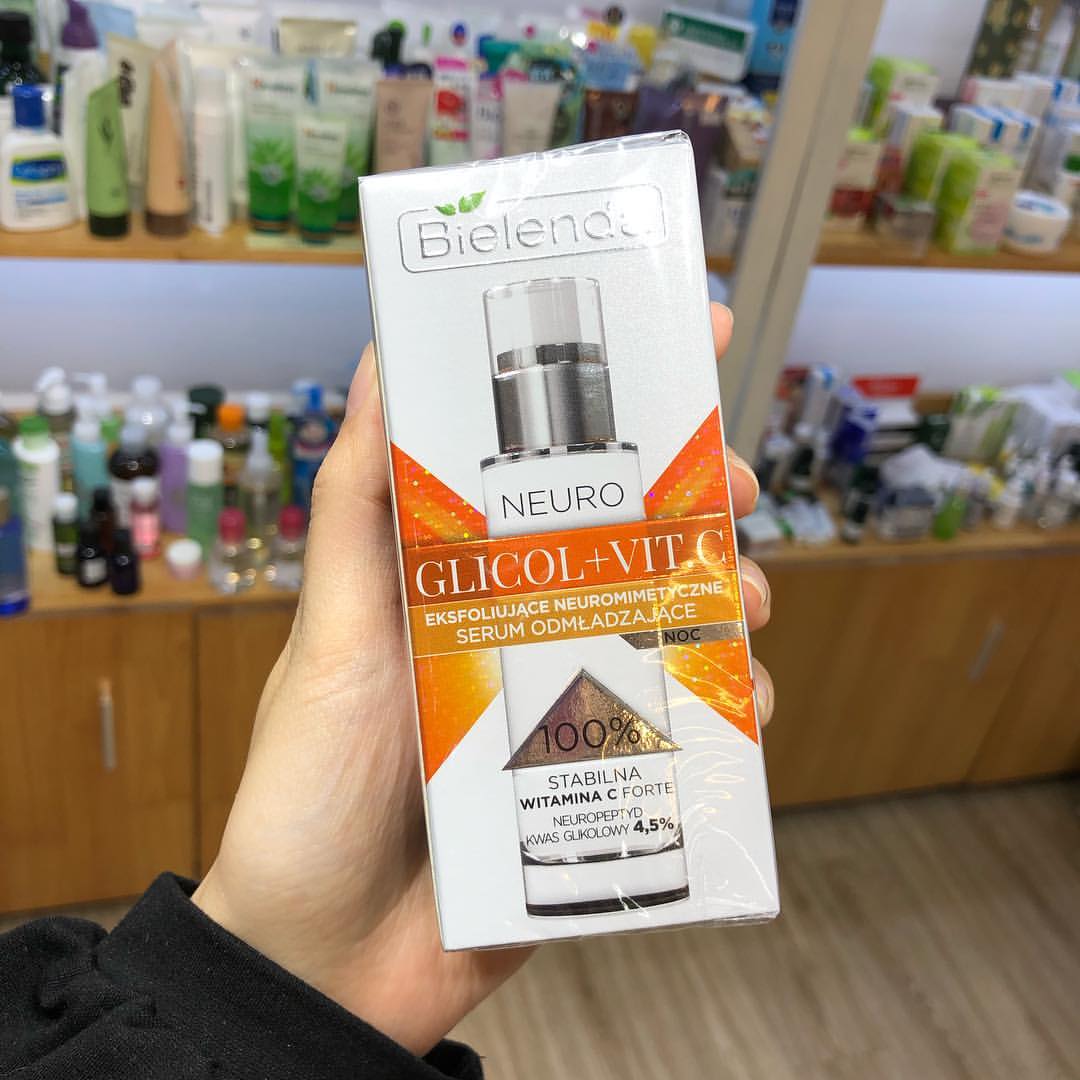 Bielenda
NEURO
GLICOL+VIT.C
EKSFOLIUJĄCE NEUROMIMETYCZNE
SERUM ODMŁADZAJĄCE
NOC
100%
STABILNA
WITAMINA C FORTE
NEUROPEPTYD
KWAS GLIKOLOWY 4,5%